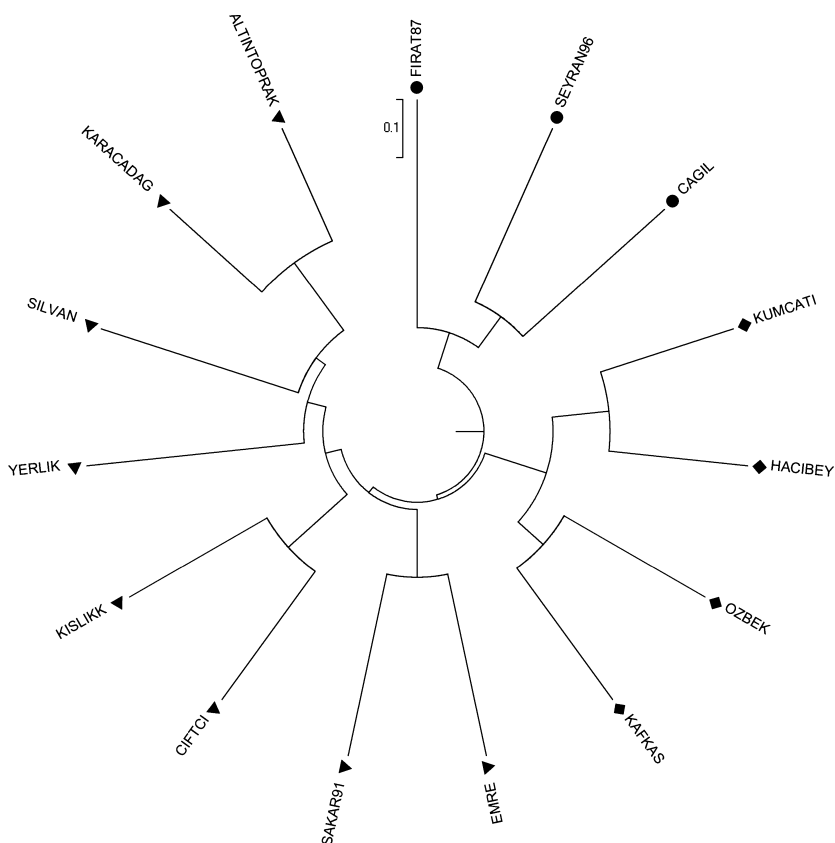 FIRAT87
SEYRAN96
CAGIL
KUMCATI
HACIBEY
OZBEK
KAFKAS
EMRE
SAKAR91
CIFTCI
KISLIKK
YERLIK
SILVAN
KARACADAG
ALTINTOPRAK
0.1